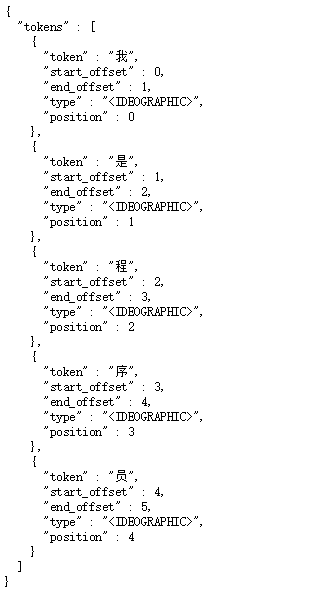 {
  "tokens" : [
    {
      "token" : "我",
      "start_offset" : 0,
      "end_offset" : 1,
      "type" : "<IDEOGRAPHIC>",
      "position" : 0
    },
    {
      "token" : "是",
      "start_offset" : 1,
      "end_offset" : 2,
      "type" : "<IDEOGRAPHIC>",
      "position" : 1
    },
    {
      "token" : "程",
      "start_offset" : 2,
      "end_offset" : 3,
      "type" : "<IDEOGRAPHIC>",
      "position" : 2
    },
    {
      "token" : "序",
      "start_offset" : 3,
      "end_offset" : 4,
      "type" : "<IDEOGRAPHIC>",
      "position" : 3
    },
    {
      "token" : "员",
      "start_offset" : 4,
      "end_offset" : 5,
      "type" : "<IDEOGRAPHIC>",
      "position" : 4
    }
  ]
}